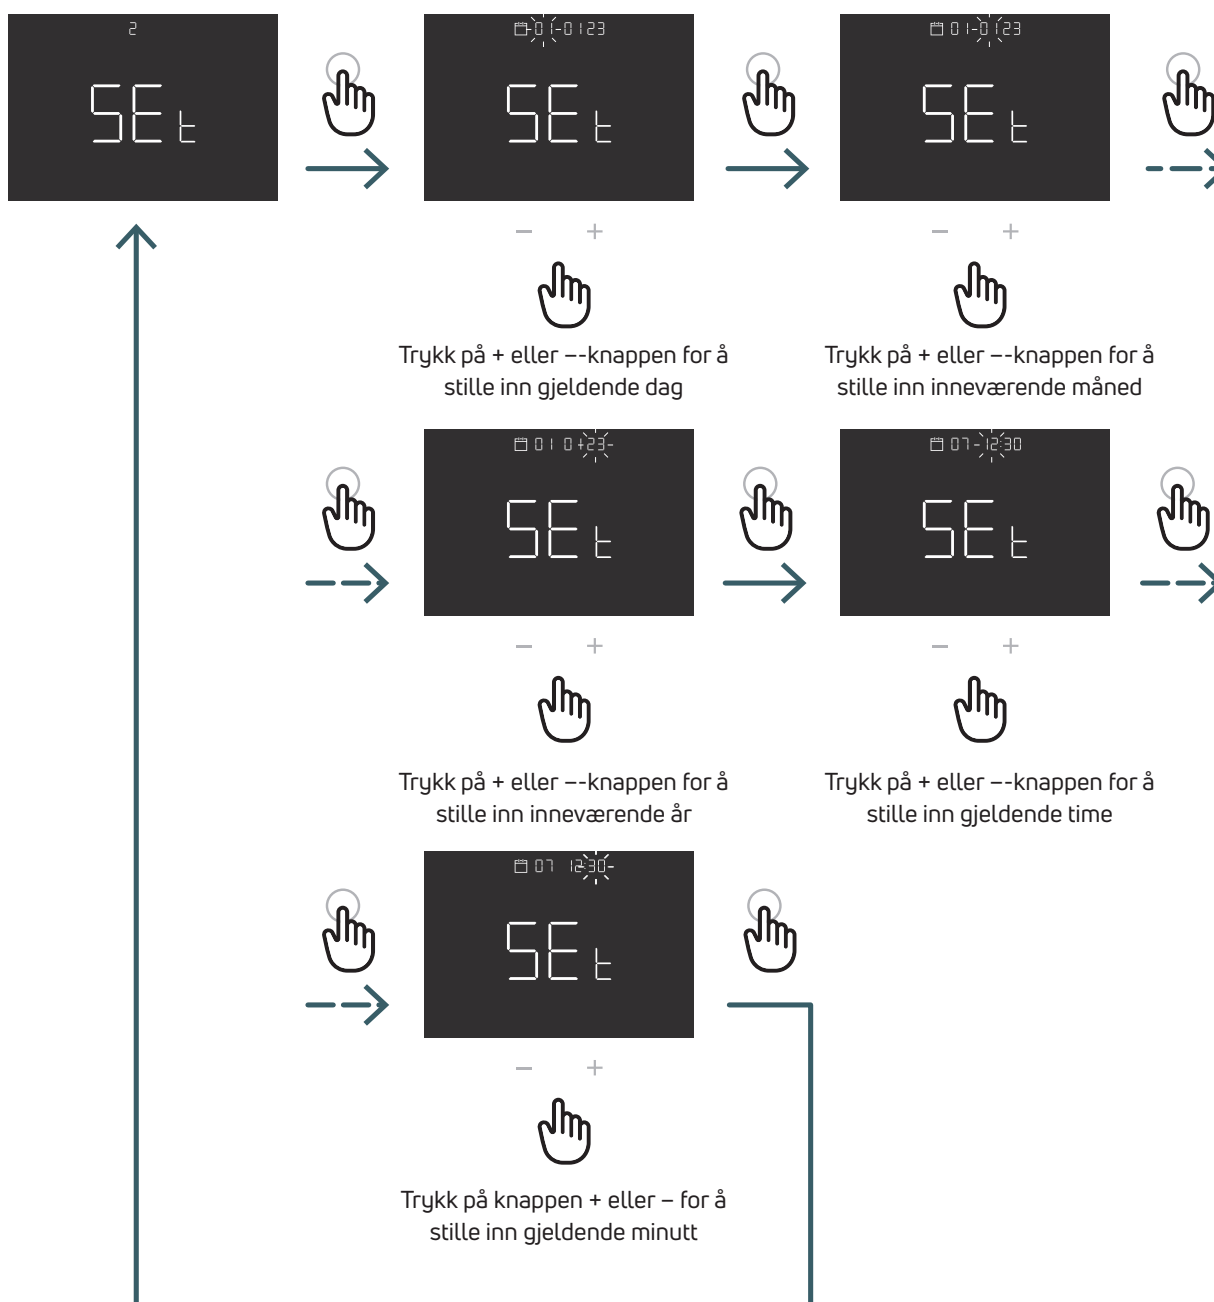 2
SEt
01-0123
SEt
01-0123
SEt
Trykk på + eller –-knappen for å
stille inn gjeldende dag
Trykk på + eller –-knappen for å
stille inn inneværende måned
01 0123
SEt
07 12:30
SEt
– +
– +
Trykk på + eller –-knappen for å
stille inn inneværende år
Trykk på + eller –-knappen for å
stille inn gjeldende time
07 12:30
SEt
– +
Trykk på knappen + eller – for å
stille inn gjeldende minutt